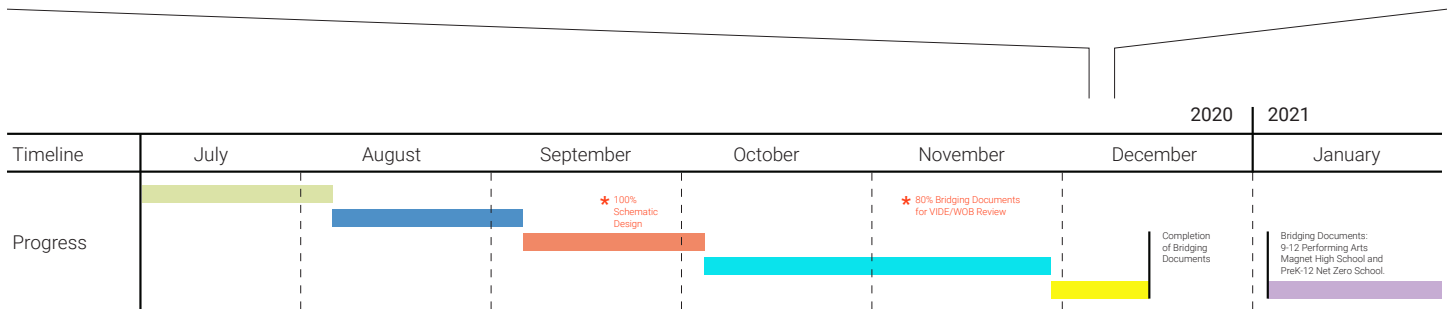 2020 2021
Timeline July August September October November December January
* 100%
Schematic
Design
* 80% Bridging Documents
for VIDE/WOB Review
Progress
Completion
of Bridging
Documents
Bridging Documents:
9-12 Performing Arts
Magnet High School and
PreK-12 Net Zero School.